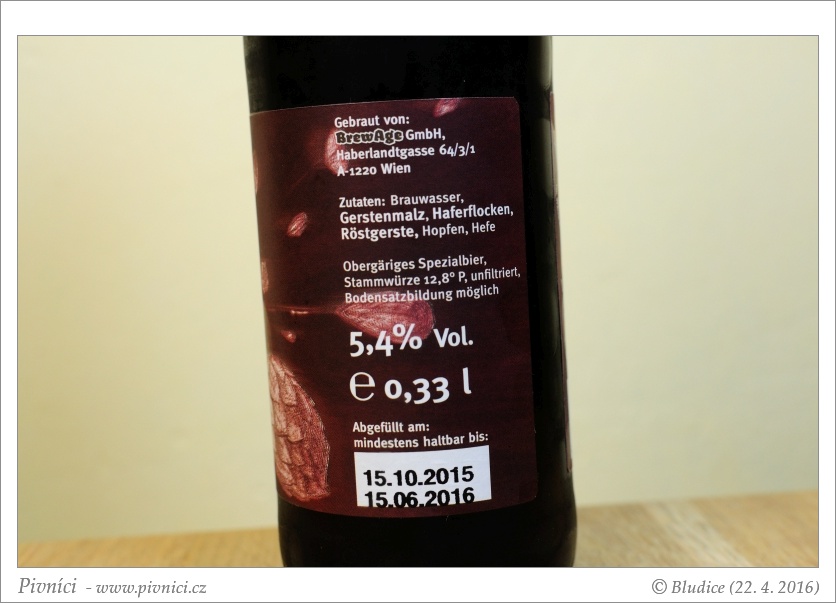 Gebraut von:
BrewAge GmbH,
Haberlandtgasse 64/3/1
A-1220 Wien
Zutaten: Brauwasser,
Gerstenmalz, Haferflocken,
Röstgerste, Hopfen, Hefe
Obergäriges Spezialbier,
Stammwürze 12,8° P, unfiltriert,
Bodensatzbildung möglich
5,4% Vol.
℮ 0,33 l
Abgefüllt am:
mindestens haltbar bis:
15.10.2015
15.06.2016
Pivníci - www.pivnici.cz
© Bludice (22. 4. 2016)